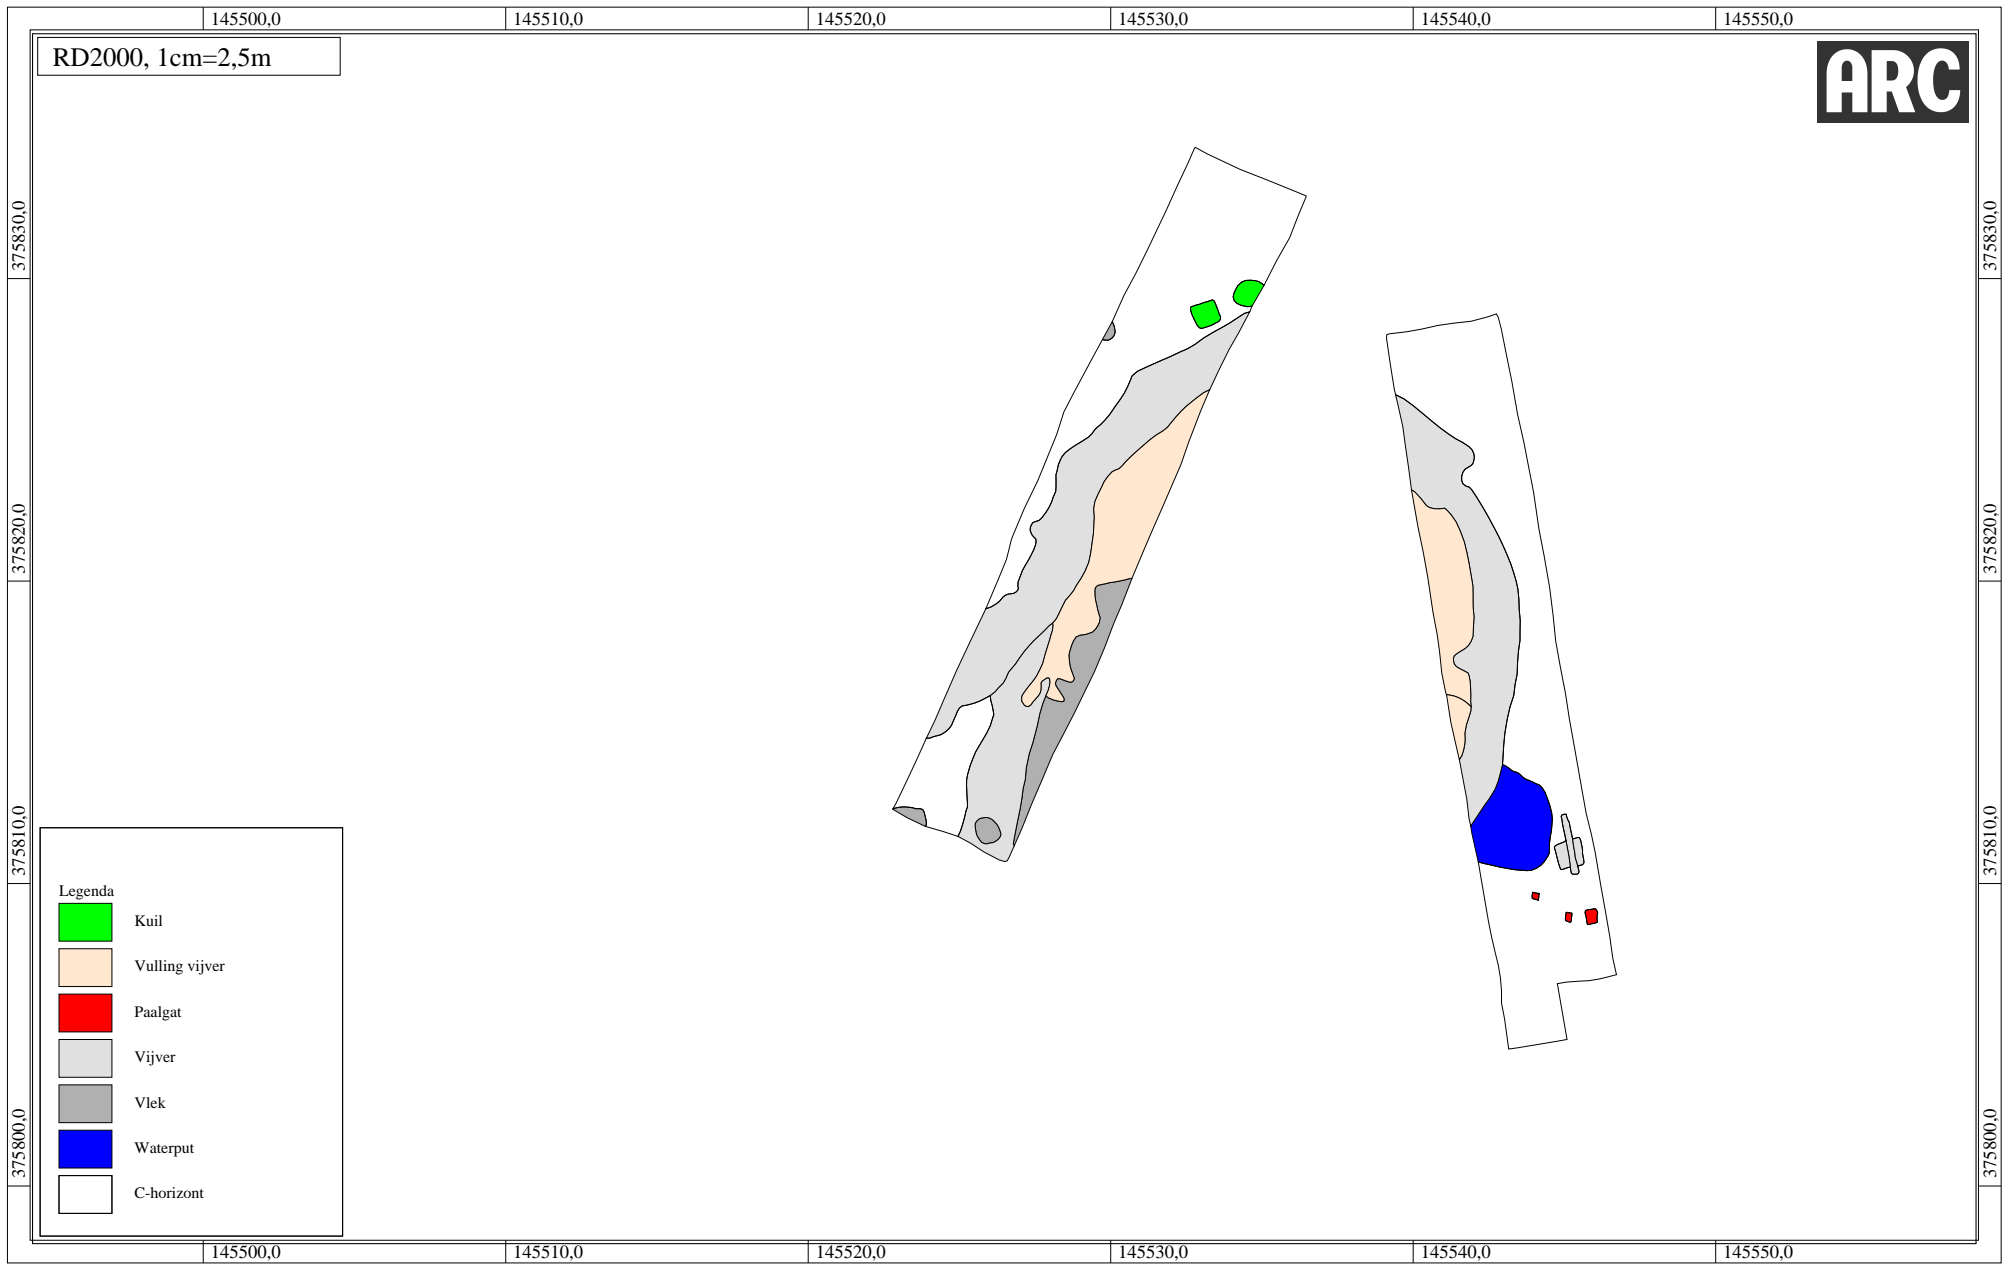 145500,0 145510,0 145520,0 145530,0 145540,0 145550,0
RD2000, 1cm=2,5m
ARC
375830,0 375830,0
375820,0 375820,0
375810,0 375810,0
375800,0 375800,0
Legenda
Kuil
Vulling vijver
Paalgat
Vijver
Vlek
Waterput
C-horizont
145500,0 145510,0 145520,0 145530,0 145540,0 145550,0